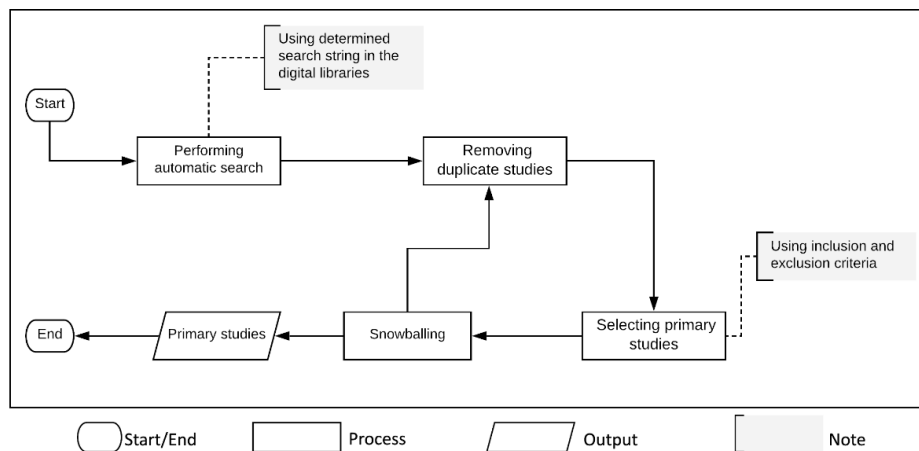 Using determined
search string in the
digital libraries
Start
Performing
automatic search
Removing
duplicate studies
Using inclusion and
exclusion criteria
End
Primary studies
Snowballing
Selecting primary
studies
Start/End
Process
Output
Note